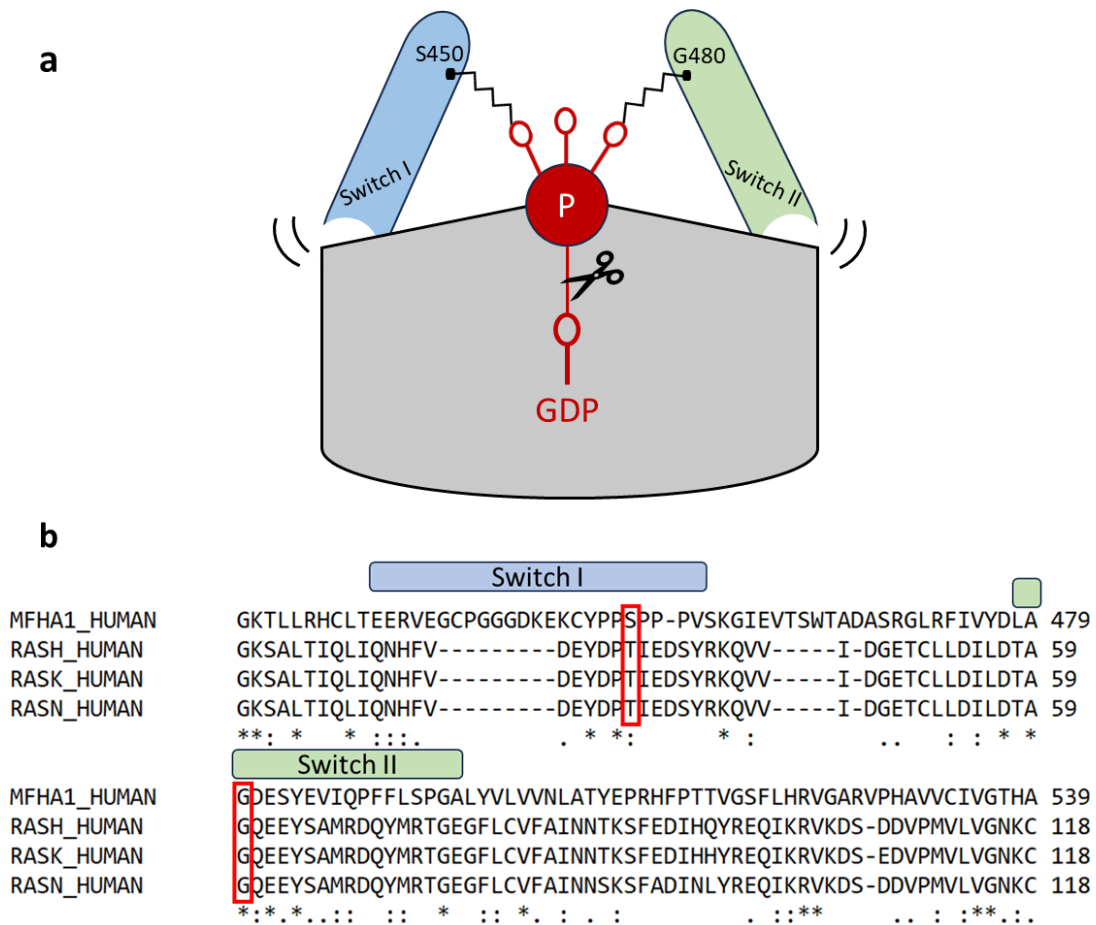 a
S450
G480
Switch I
Switch II
P
GDP
b
Switch I
MFHA1_HUMAN GKTLLRHCLTEERVEGCPGGGDKEKCYPPSPP-PVSKGIEVTSWTADASRGLRFIVYDLA 479
RASH_HUMAN GKSALTIQLIQNHFV---------DEYDPTIEDSYRKQVV-----I-DGETCLLDILDTA 59
RASK_HUMAN GKSALTIQLIQNHFV---------DEYDPTIEDSYRKQVV-----I-DGETCLLDILDTA 59
RASN_HUMAN GKSALTIQLIQNHFV---------DEYDPTIEDSYRKQVV-----I-DGETCLLDILDTA 59
**: *   * :::.          . * *:      * :         ..   : : * *
Switch II
MFHA1_HUMAN GDESYEVIQPFFLSPGALYVLVVNLATYEPRHFPTTVGSFLHRVGARVPHAVVCIVGTHA 539
RASH_HUMAN GQEEYSAMRDQYMRTGEGFLCVFAINNTKSFEDIHQYREQIKRVKDS-DDVPMVLVGNKC 118
RASK_HUMAN GQEEYSAMRDQYMRTGEGFLCVFAINNTKSFEDIHHYREQIKRVKDS-EDVPMVLVGNKC 118
RASN_HUMAN GQEEYSAMRDQYMRTGEGFLCVFAINNSKSFADINLYREQIKRVKDS-DDVPMVLVGNKC 118
*:*.*..::  ::  *  :: *. : . :         . ::**     .. : :**.:.